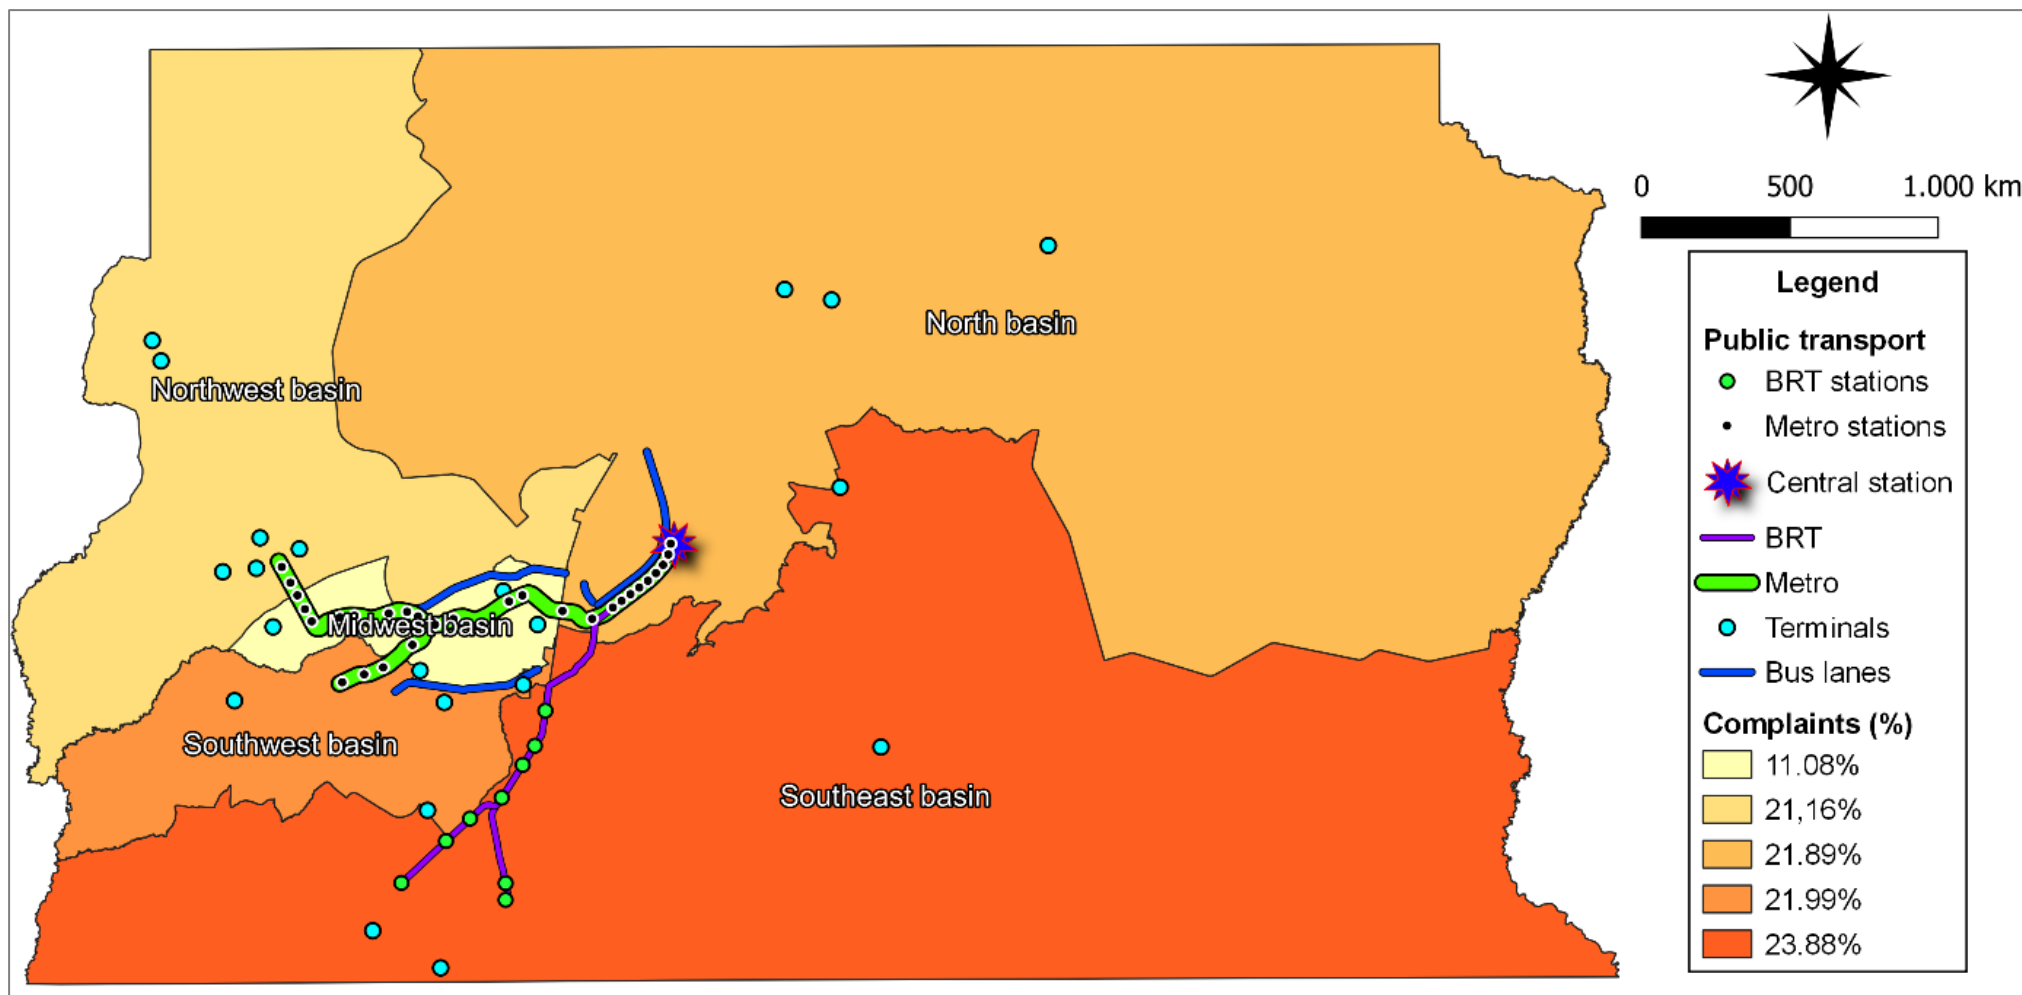 0 500 1.000 km
Legend
Public transport
BRT stations
Metro stations
Central station
BRT
Metro
Terminals
Bus lanes
Complaints (%)
11.08%
21,16%
21.89%
21.99%
23.88%
North basin
Northwest basin
Midwest basin
Southwest basin
Southeast basin